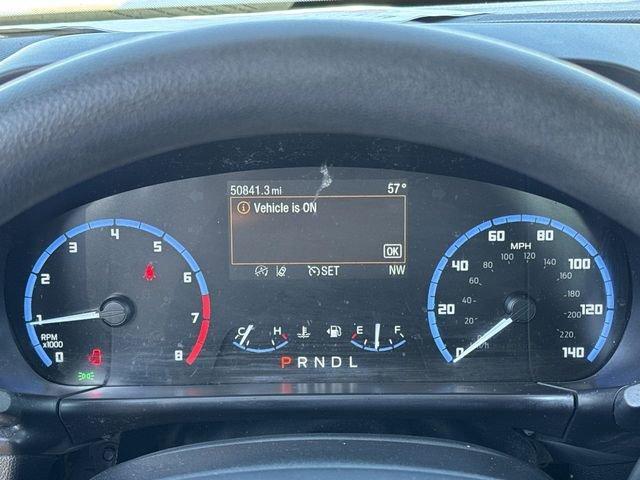 50841.3 mi 57°
i Vehicle is ON
OK
SET NW
0 1 2 3 4 5 6 7 8
RPM
x1000
C H E F
P R N D L
0 20 40 60 80 100 120 140
MPH
20 40 60 80 100 120 140 160 180 200 220
km/h